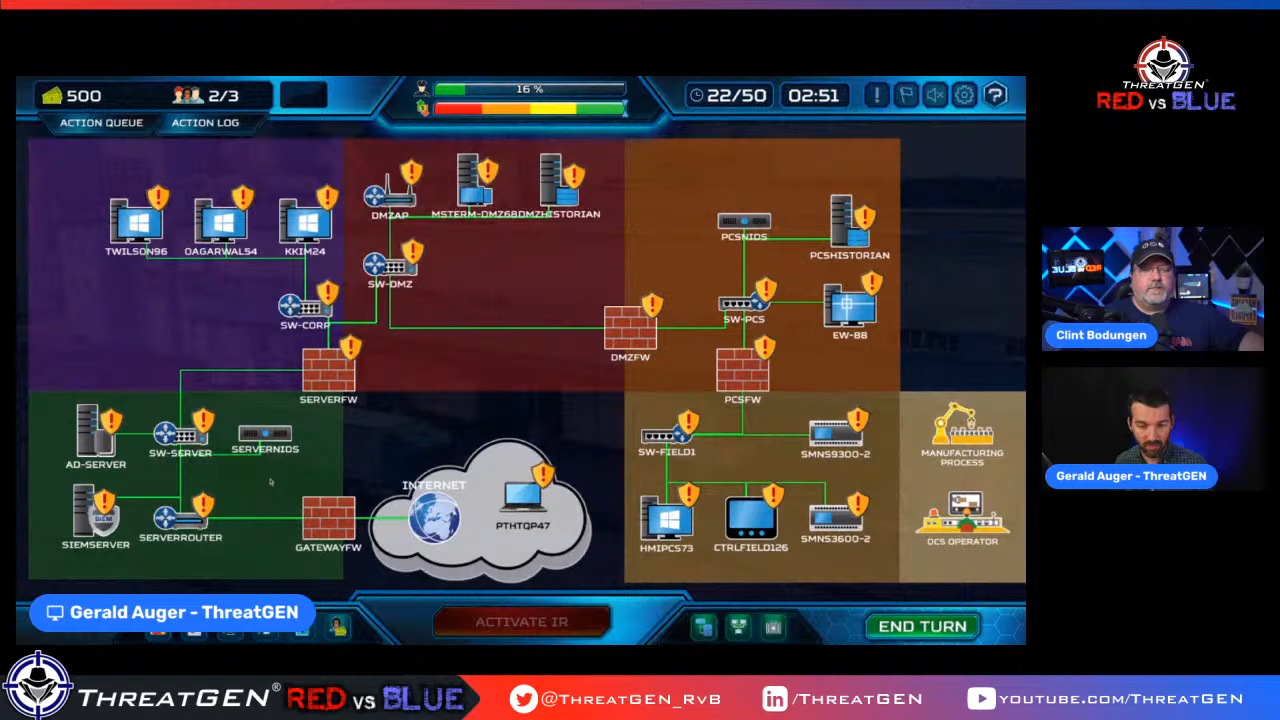 500
2/3
16 %
22/50
02:51
?
THREATGEN®
RED vs BLUE
ACTION QUEUE
ACTION LOG
TWILSON96
OAGARWALS4
KKIM24
DMZAP
MSTERM-DMZ68
DMZHISTORIAN
PCSNIDS
PCSHISTORIAN
SW-DMZ
SW-CORP
SW-PCS
EW-88
DMZFW
SERVERFW
PCSFW
AD-SERVER
SW-SERVER
SERVERNIDS
SW-FIELD1
SMNS9300-2
MANUFACTURING
PROCESS
INTERNET
PTHTQP47
SIEM
SIEMSERVER
SERVERROUTER
GATEWAYFW
HMIPCS73
CTRLFIELD126
SMNS3600-2
DCS OPERATOR
Clint Bodungen
Gerald Auger - ThreatGEN
Gerald Auger - ThreatGEN
ACTIVATE IR
END TURN
THREATGEN® RED vs BLUE
@THREATGEN_RVB
/THREATGEN
YOUTUBE.COM/THREATGEN